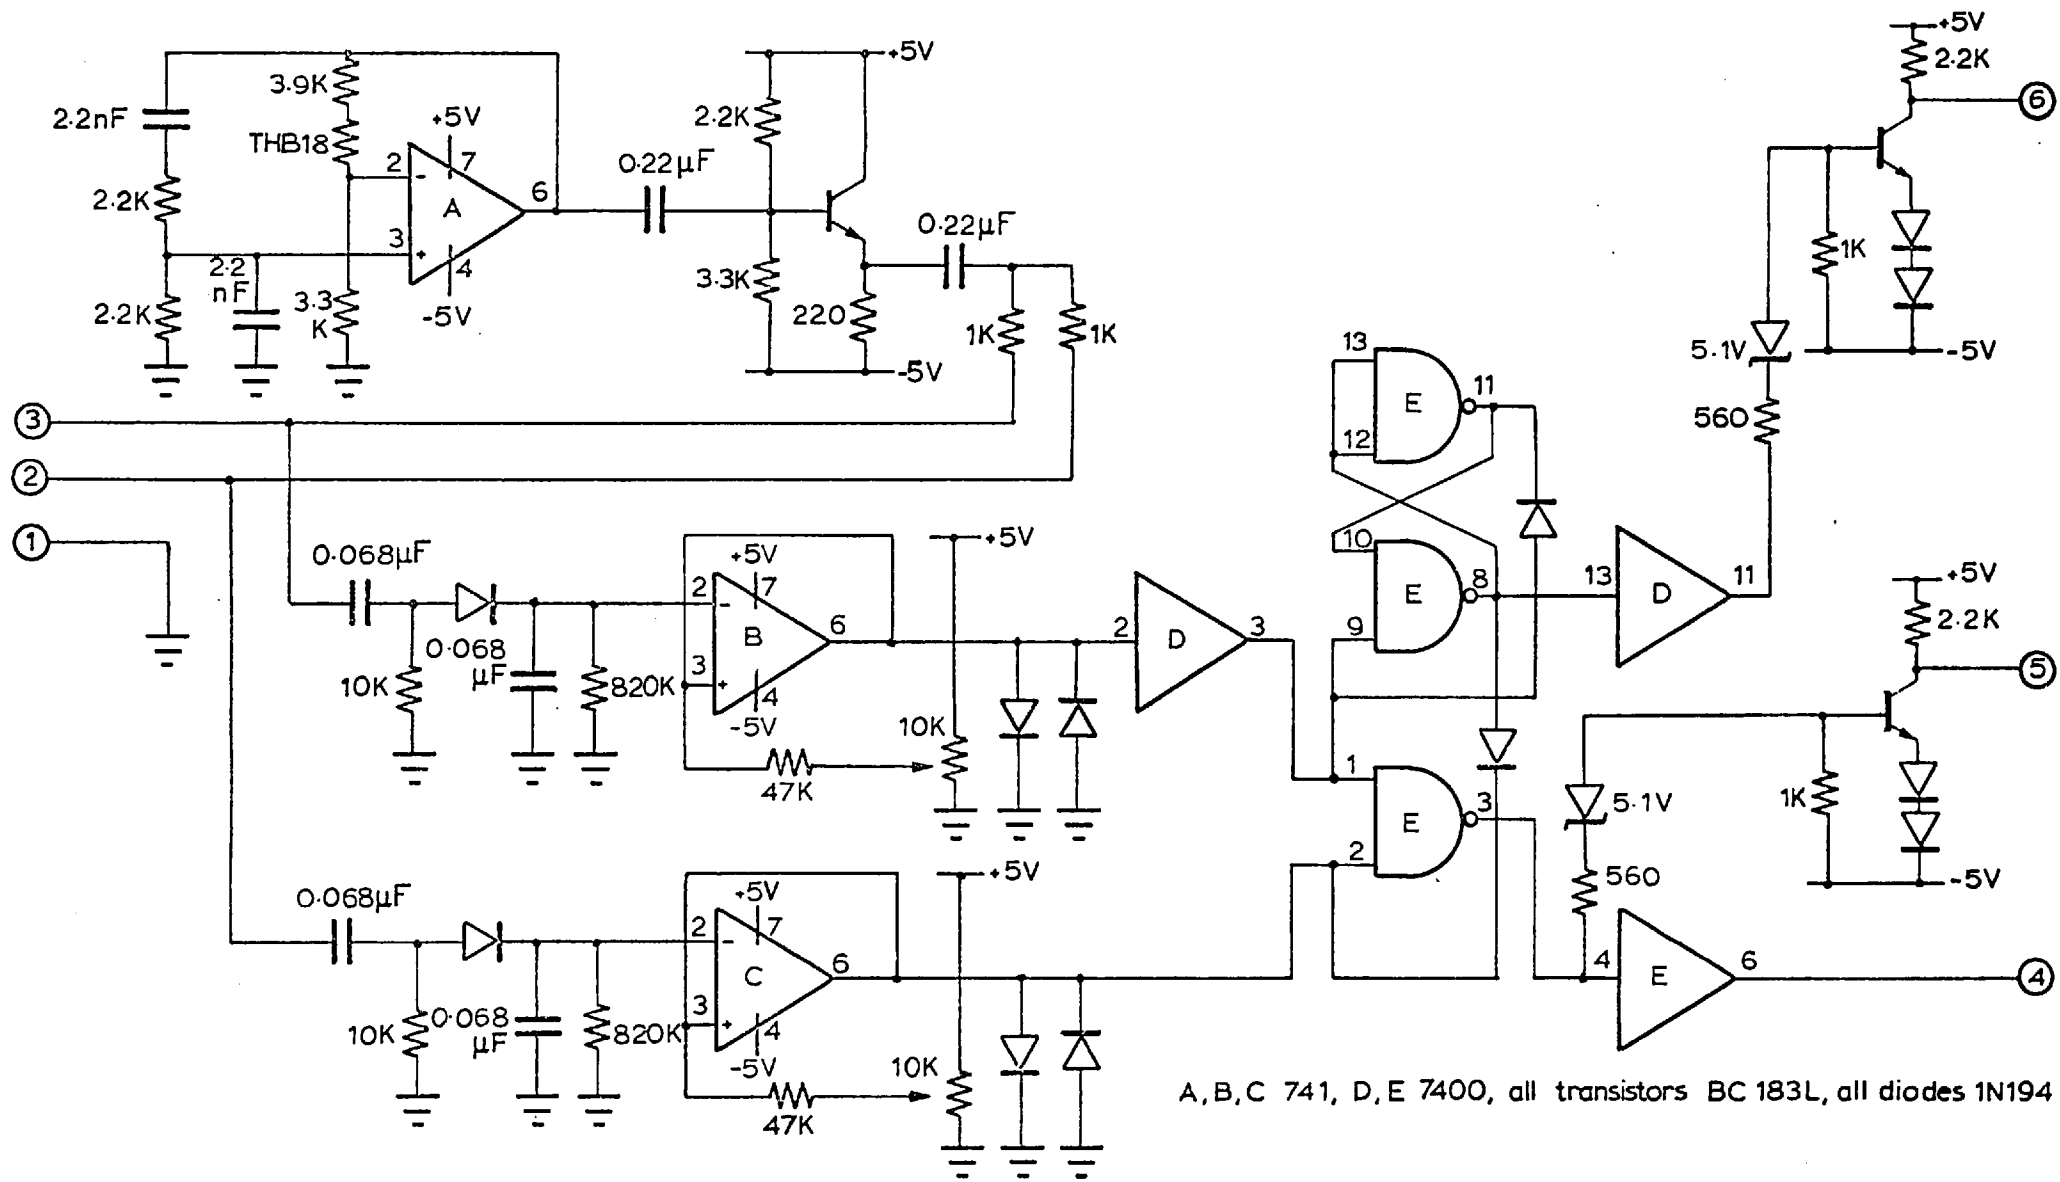 +5V
2.2K
6
+5V
3.9K
2.2nF
THB18
+5V
2
7
-
A
6
2.2K
3
+
4
-5V
2.2
nF
2.2K
3.3
K
0.22µF
2.2K
0.22µF
3.3K
220
1K
1K
-5V
1K
5.1V
-5V
560
3
2
1
13
E
11
12
10
E
8
9
13
D
11
0.068µF
+5V
2
7
-
B
6
3
+
4
-5V
0.068
µF
10K
820K
47K
+5V
10K
2
D
3
1
E
3
2
+5V
2.2K
5
1K
5.1V
560
-5V
4
E
6
4
0.068µF
+5V
2
7
-
C
6
3
+
4
-5V
10K
0.068
µF
820K
47K
+5V
10K
A,B,C 741, D,E 7400, all transistors BC 183L, all diodes 1N194